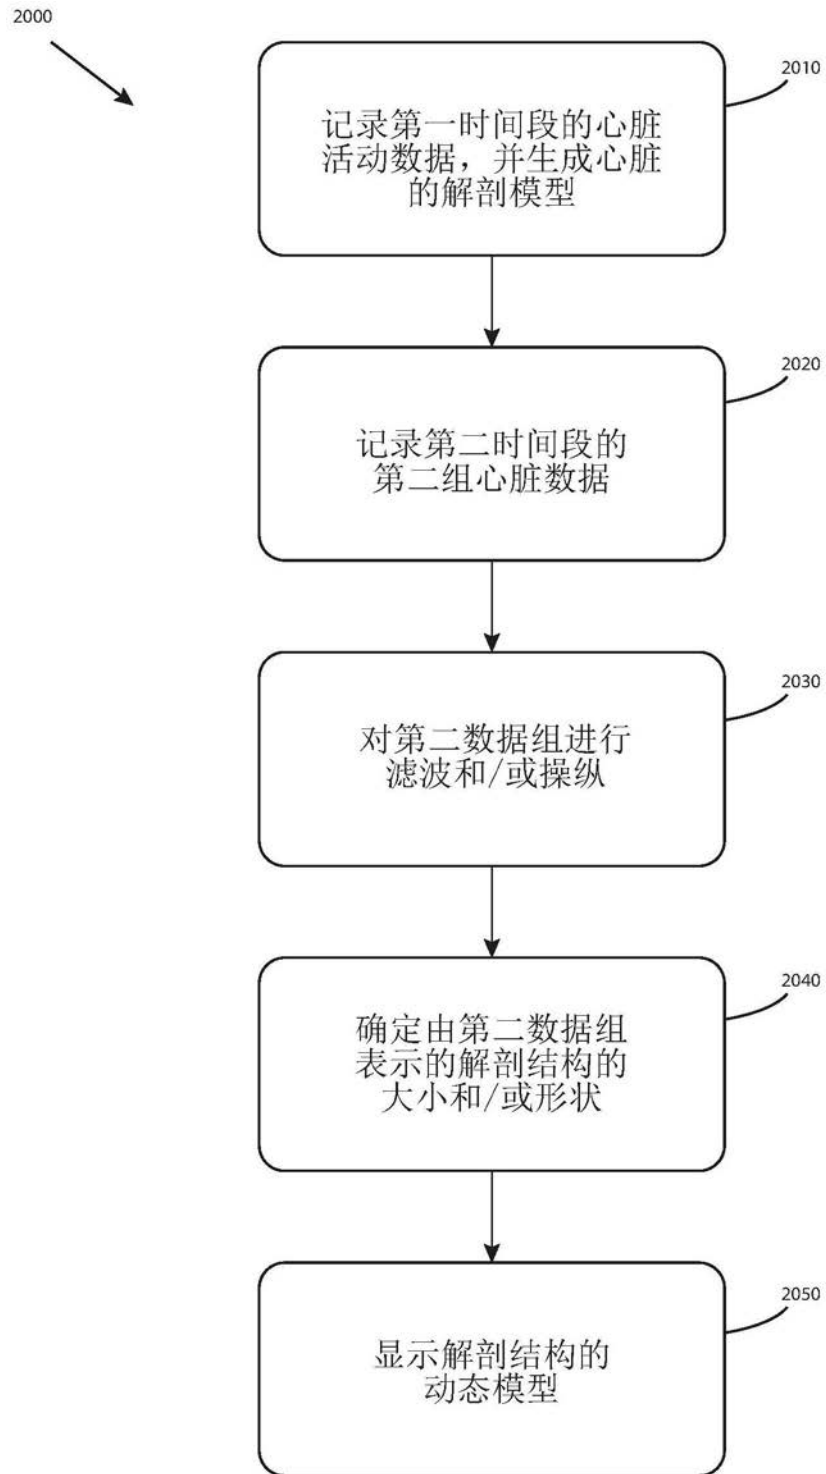 2000
2010
记录第一时间段的心脏
活动数据，并生成心脏
的解剖模型
2020
记录第二时间段的
第二组心脏数据
2030
对第二数据组进行
滤波和/或操纵
2040
确定由第二数据组
表示的解剖结构的
大小和/或形状
2050
显示解剖结构的
动态模型